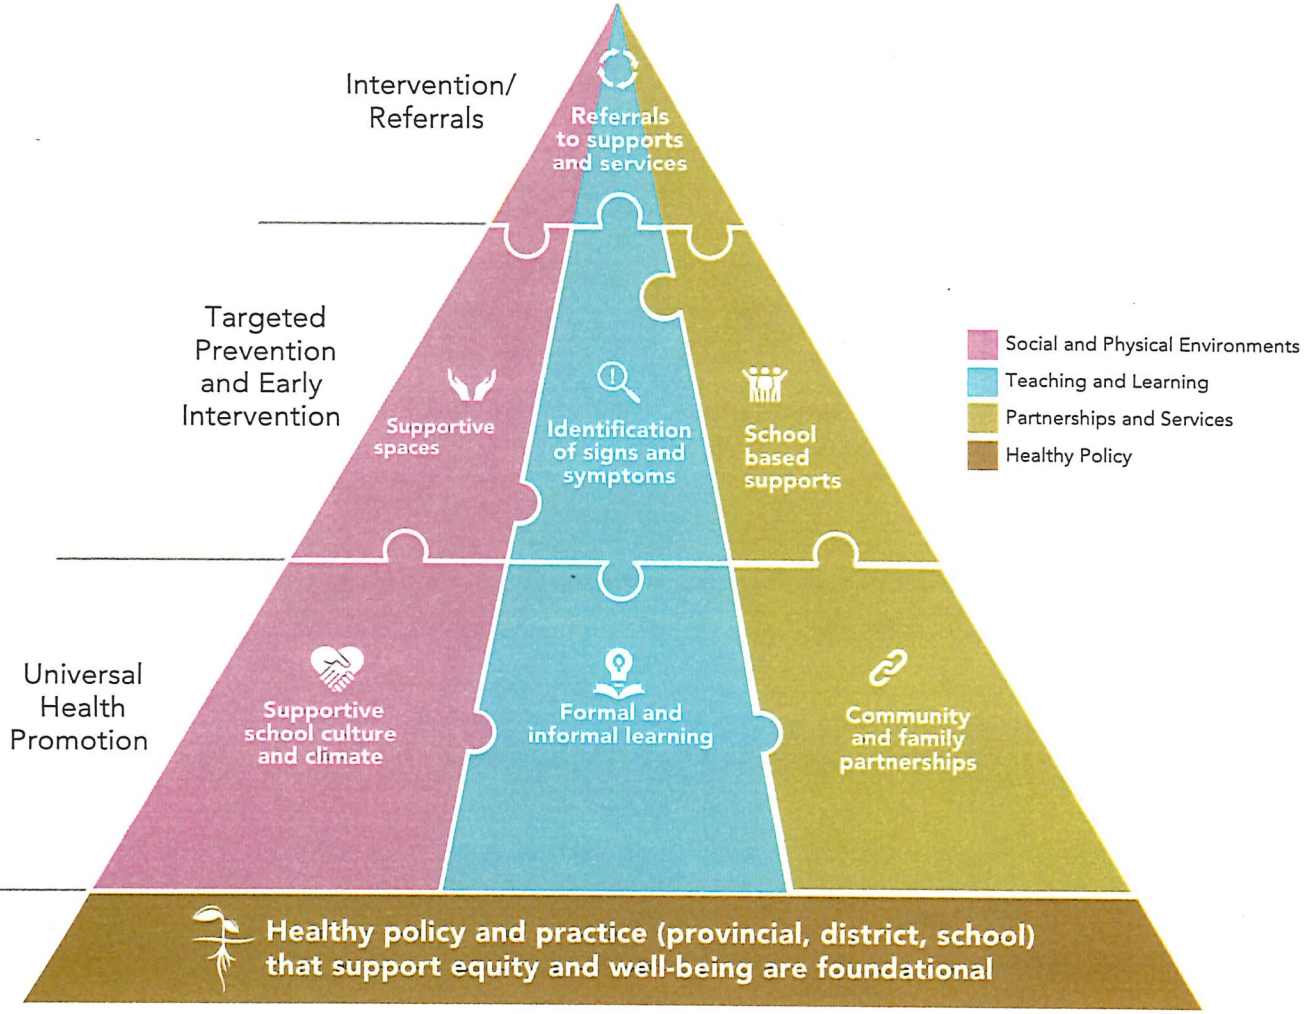 Intervention/
Referrals
Referrals
to supports
and services
Targeted
Prevention
and Early
Intervention
Supportive
spaces
Identification
of signs and
symptoms
School
based
supports
Social and Physical Environments
Teaching and Learning
Partnerships and Services
Healthy Policy
Universal
Health
Promotion
Supportive
school culture
and climate
Formal and
informal learning
Community
and family
partnerships
Healthy policy and practice (provincial, district, school)
that support equity and well-being are foundational